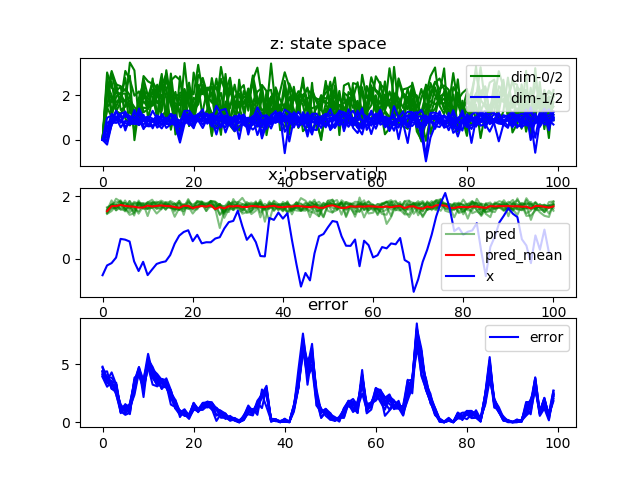 z: state space
dim-0/2
dim-1/2
2
0
0 20 40 60 80 100
x: observation
2
0
pred
pred_mean
x
0 20 40 60 80 100
error
error
5
0
0 20 40 60 80 100